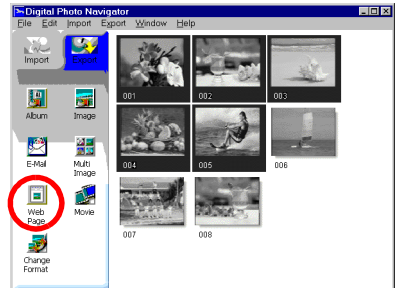 Digital Photo Navigator
File Edit Import Export Window Help
Import Export
001 002 003
Album Image
004 005 006
E-Mail Multi Image
Web Page Movie
007 008
Change Format